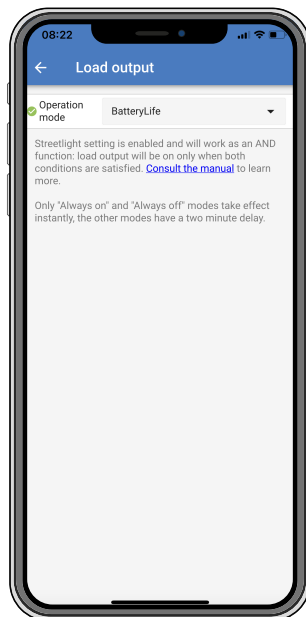 08:22
Load output
Operation
mode
BatteryLife
Streetlight setting is enabled and will work as an AND
function: load output will be on only when both
conditions are satisfied. Consult the manual to learn
more.
Only "Always on" and "Always off" modes take effect
instantly, the other modes have a two minute delay.